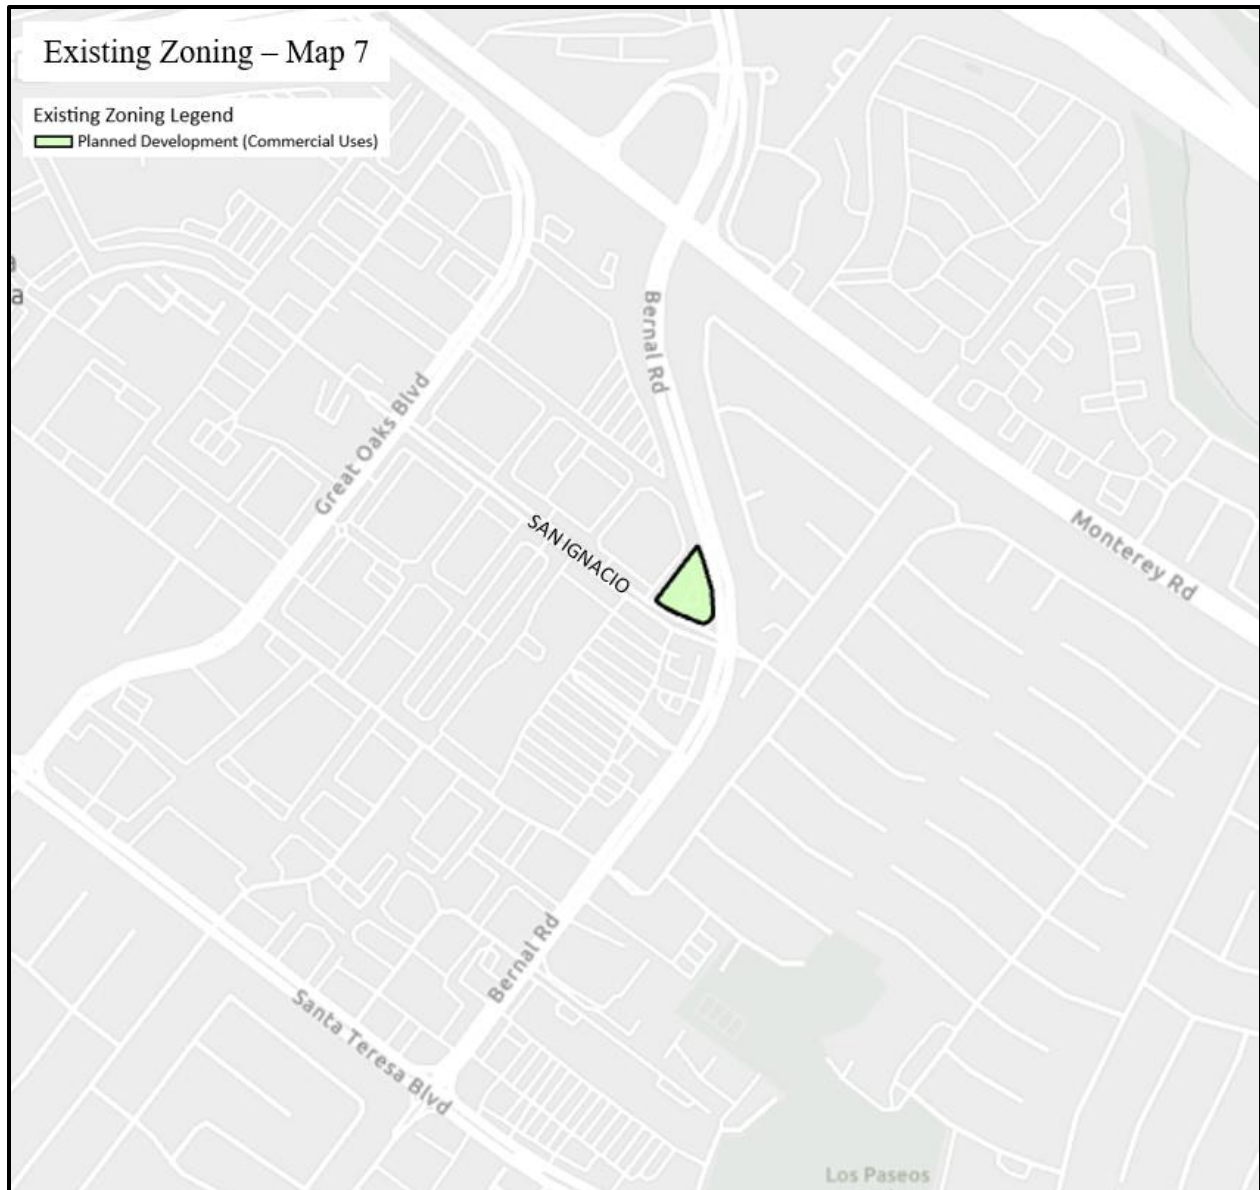 Existing Zoning – Map 7
Existing Zoning Legend
Planned Development (Commercial Uses)
a
Bernal Rd
Great Oaks Blvd
SAN IGNACIO
Monterey Rd
Bernal Rd
Santa Teresa Blvd
Los Paseos